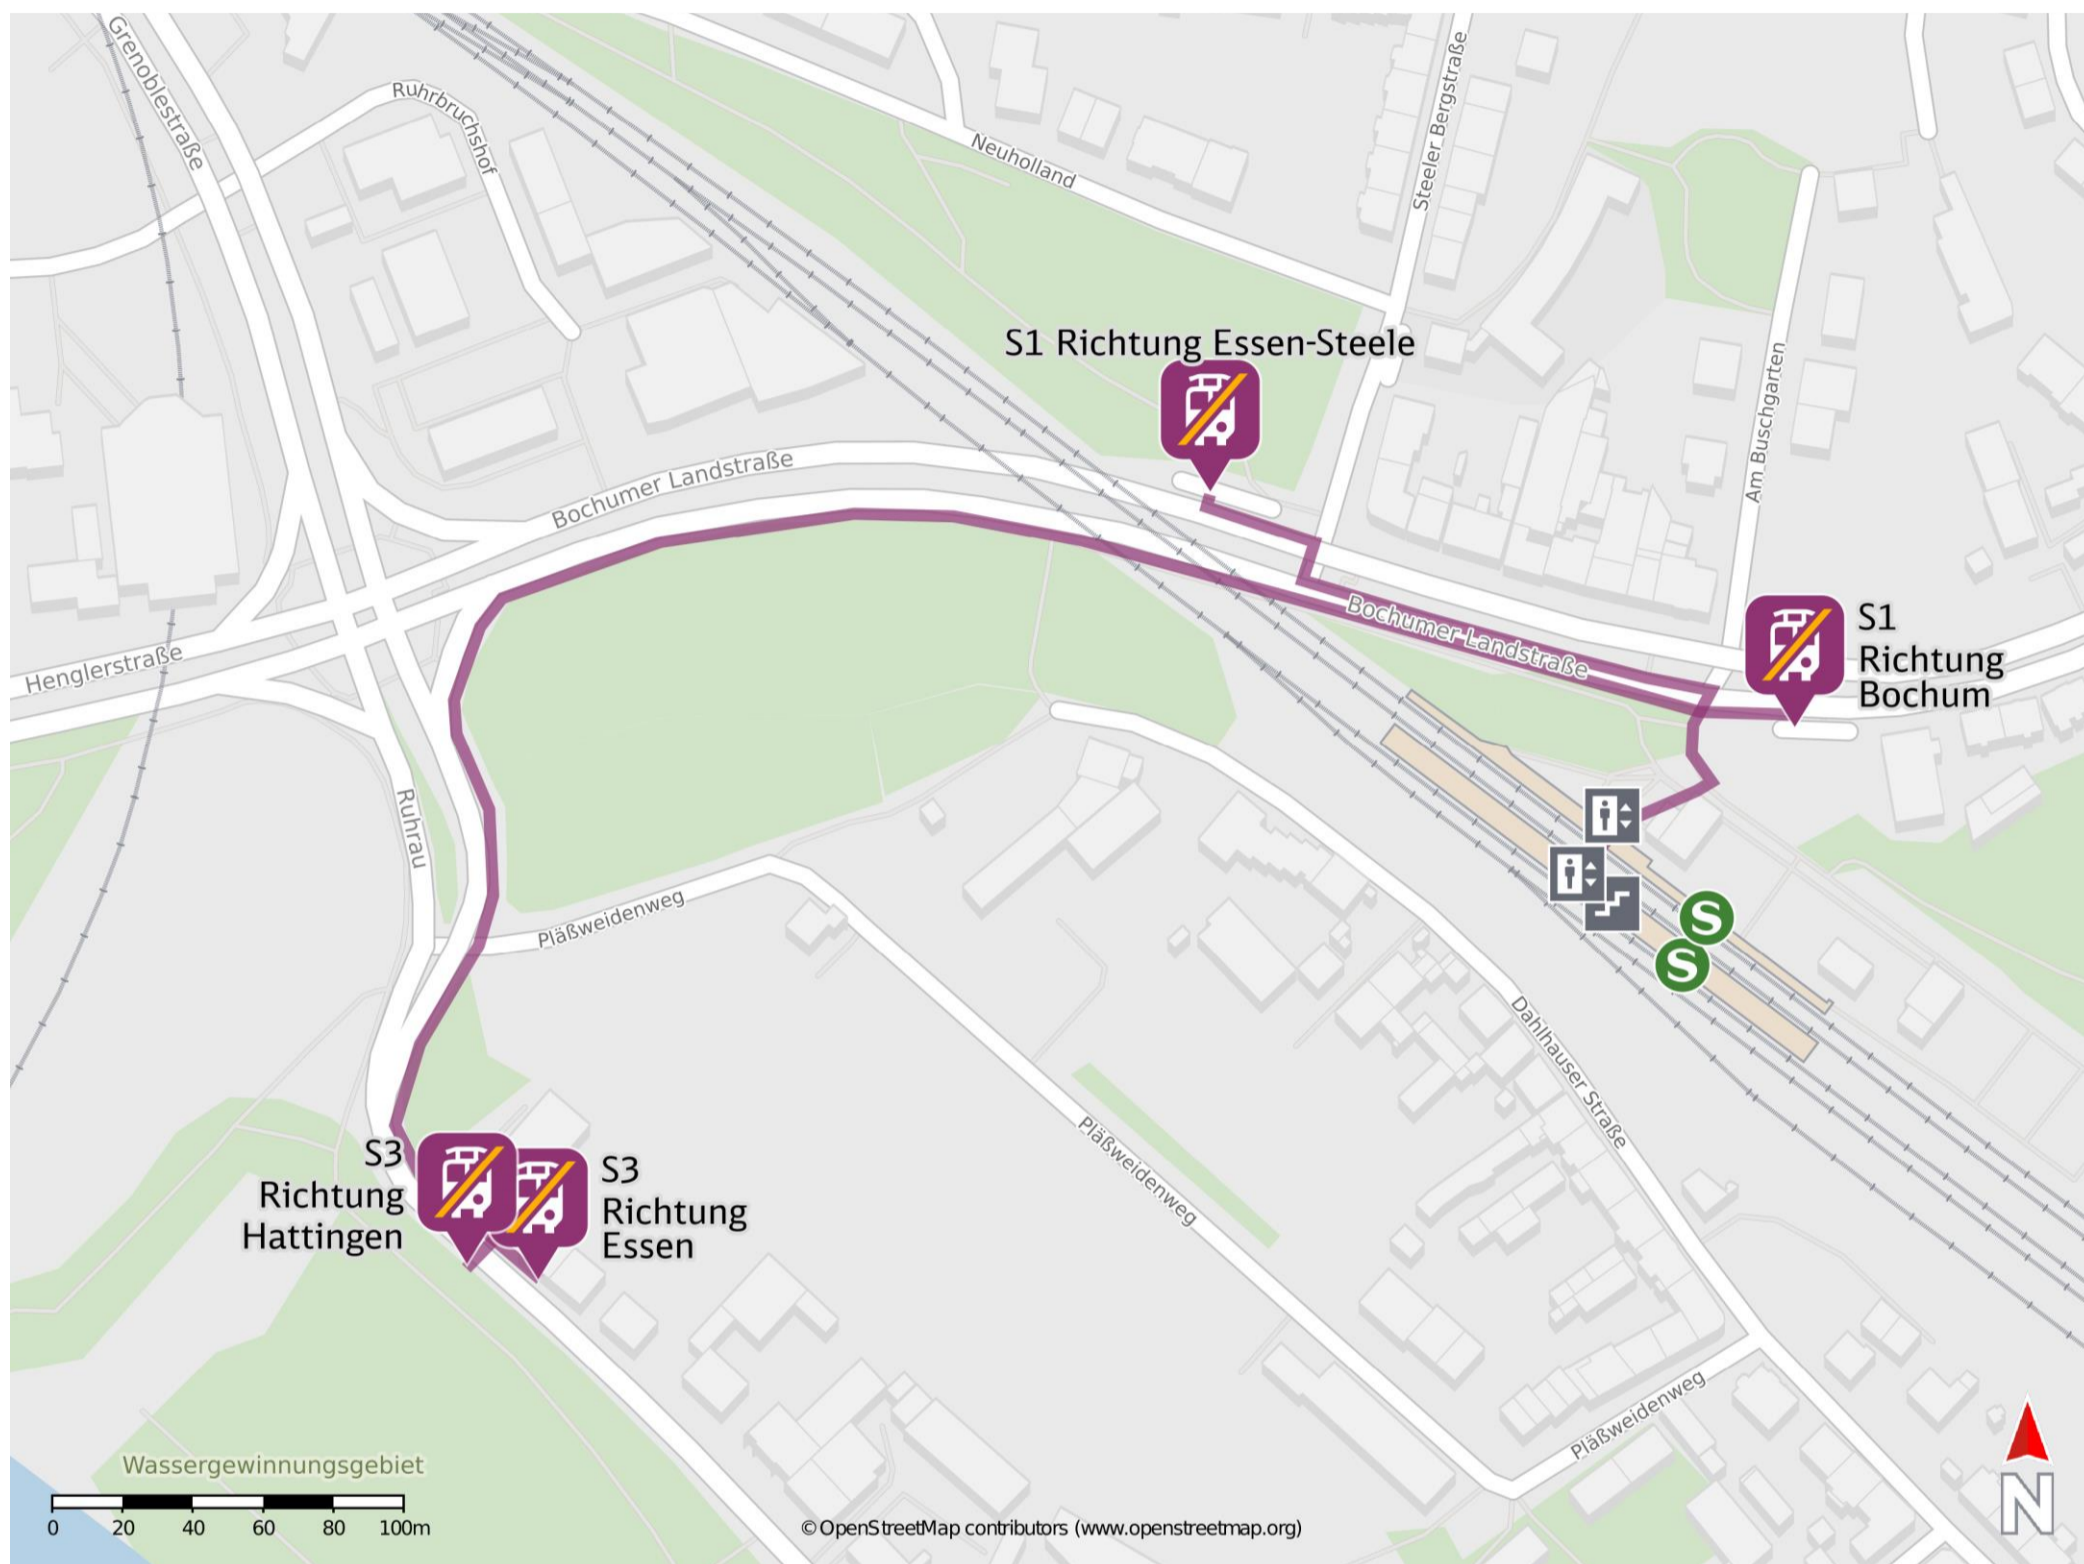 Grenoblestraße
Ruhrbruchshof
Neuholland
Steeler Bergstraße
S1 Richtung Essen-Steele
Am Buschgarten
Bochumer Landstraße
Bochumer Landstraße
S1
Richtung
Bochum
Henglerstraße
Ruhrau
Pläßweidenweg
S
S
Dahlhauser Straße
S3
Richtung
Hattingen
S3
Richtung
Essen
Pläßweidenweg
Pläßweidenweg
Wassergewinnungsgebiet
0 20 40 60 80 100m
© OpenStreetMap contributors (www.openstreetmap.org)
N